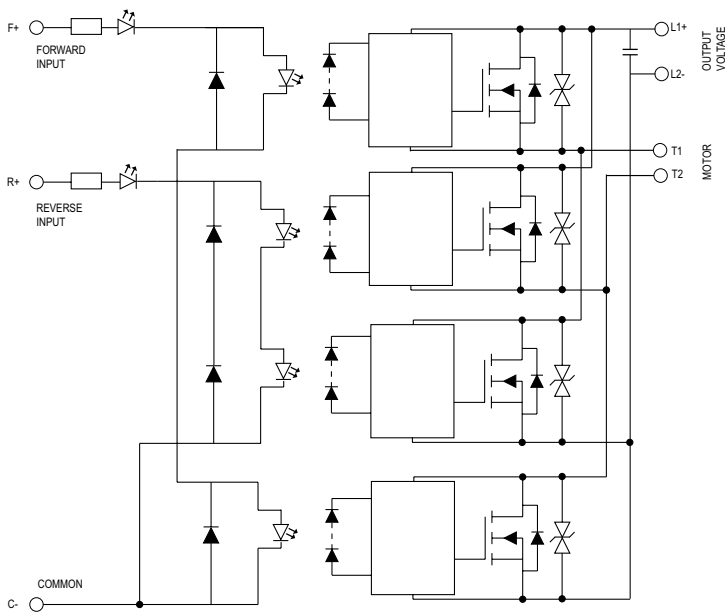 F+
FORWARD
INPUT
R+
REVERSE
INPUT
COMMON
C-
L1+
L2-
OUTPUT
VOLTAGE
T1
T2
MOTOR